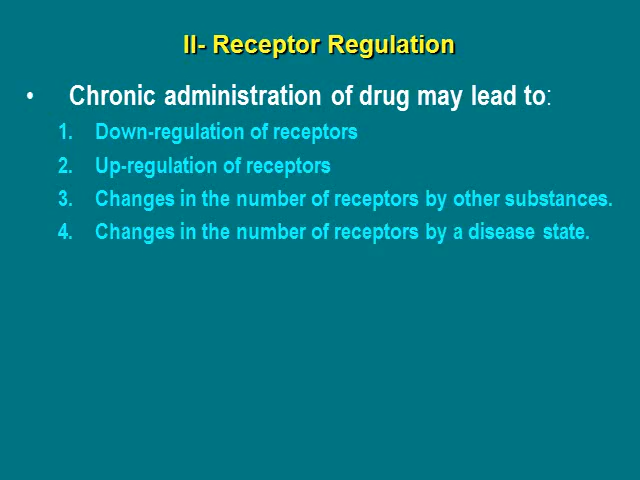 II- Receptor Regulation
• Chronic administration of drug may lead to:
1. Down-regulation of receptors
2. Up-regulation of receptors
3. Changes in the number of receptors by other substances.
4. Changes in the number of receptors by a disease state.